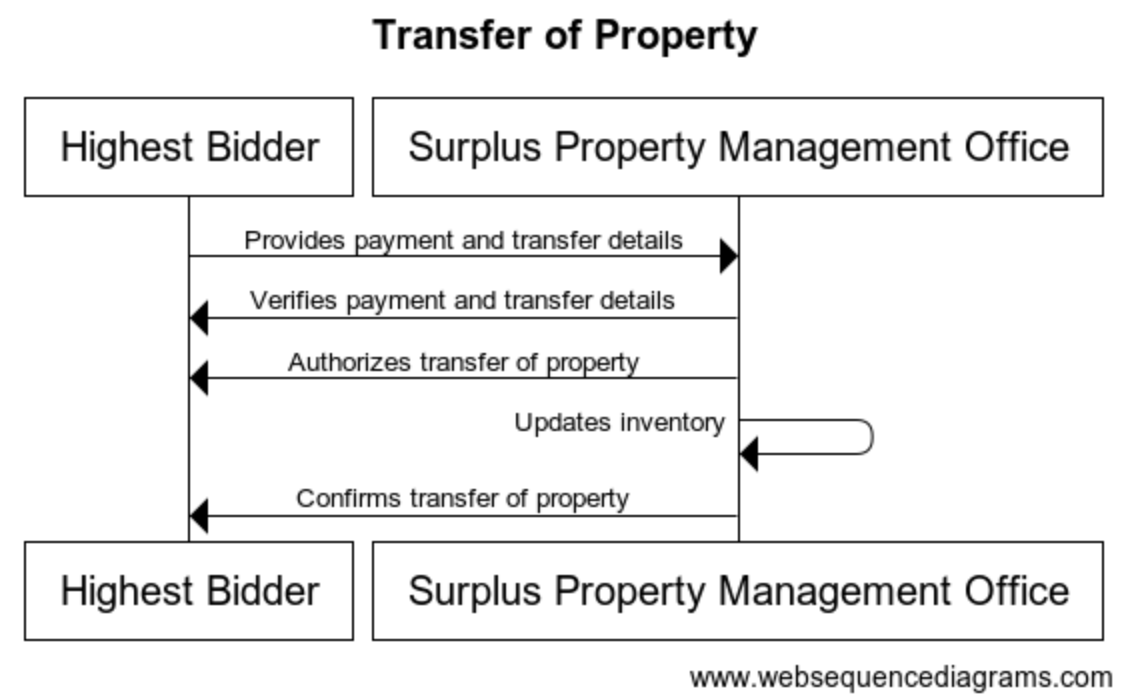 Transfer of Property
Highest Bidder
Surplus Property Management Office
Provides payment and transfer details
Verifies payment and transfer details
Authorizes transfer of property
Updates inventory
Confirms transfer of property
Highest Bidder
Surplus Property Management Office
www.websequencediagrams.com